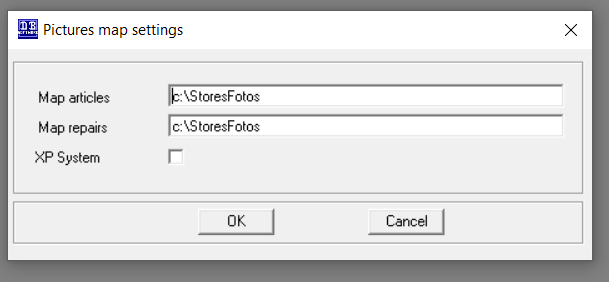 Pictures map settings
Map articles c:\StoresFotos
Map repairs c:\StoresFotos
XP System
OK Cancel